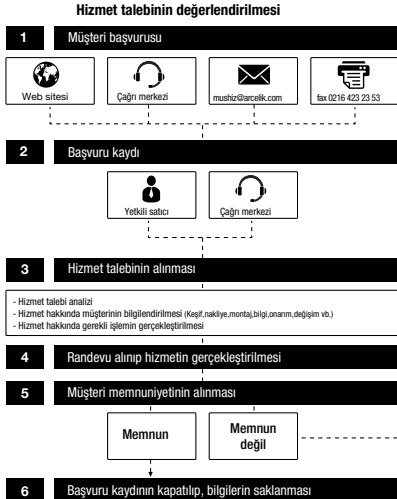 Hizmet talebinin değerlendirilmesi
1 Müşteri başvurusu
Web sitesi
Çağrı merkezi
mushiz@arcelik.com
fax 0216 423 23 53
2 Başvuru kaydı
Yetkili satıcı
Çağrı merkezi
3 Hizmet talebinin alınması
- Hizmet talebi analizi
- Hizmet hakkında müşterinin bilgilendirilmesi (Keşif,nakliye,montaj,bilgi,onarım,değişim vb.)
- Hizmet hakkında gerekli işlemin gerçekleştirilmesi
4 Randevu alınıp hizmetin gerçekleştirilmesi
5 Müşteri memnuniyetinin alınması
Memnun
Memnun
değil
6 Başvuru kaydının kapatılıp, bilgilerin saklanması